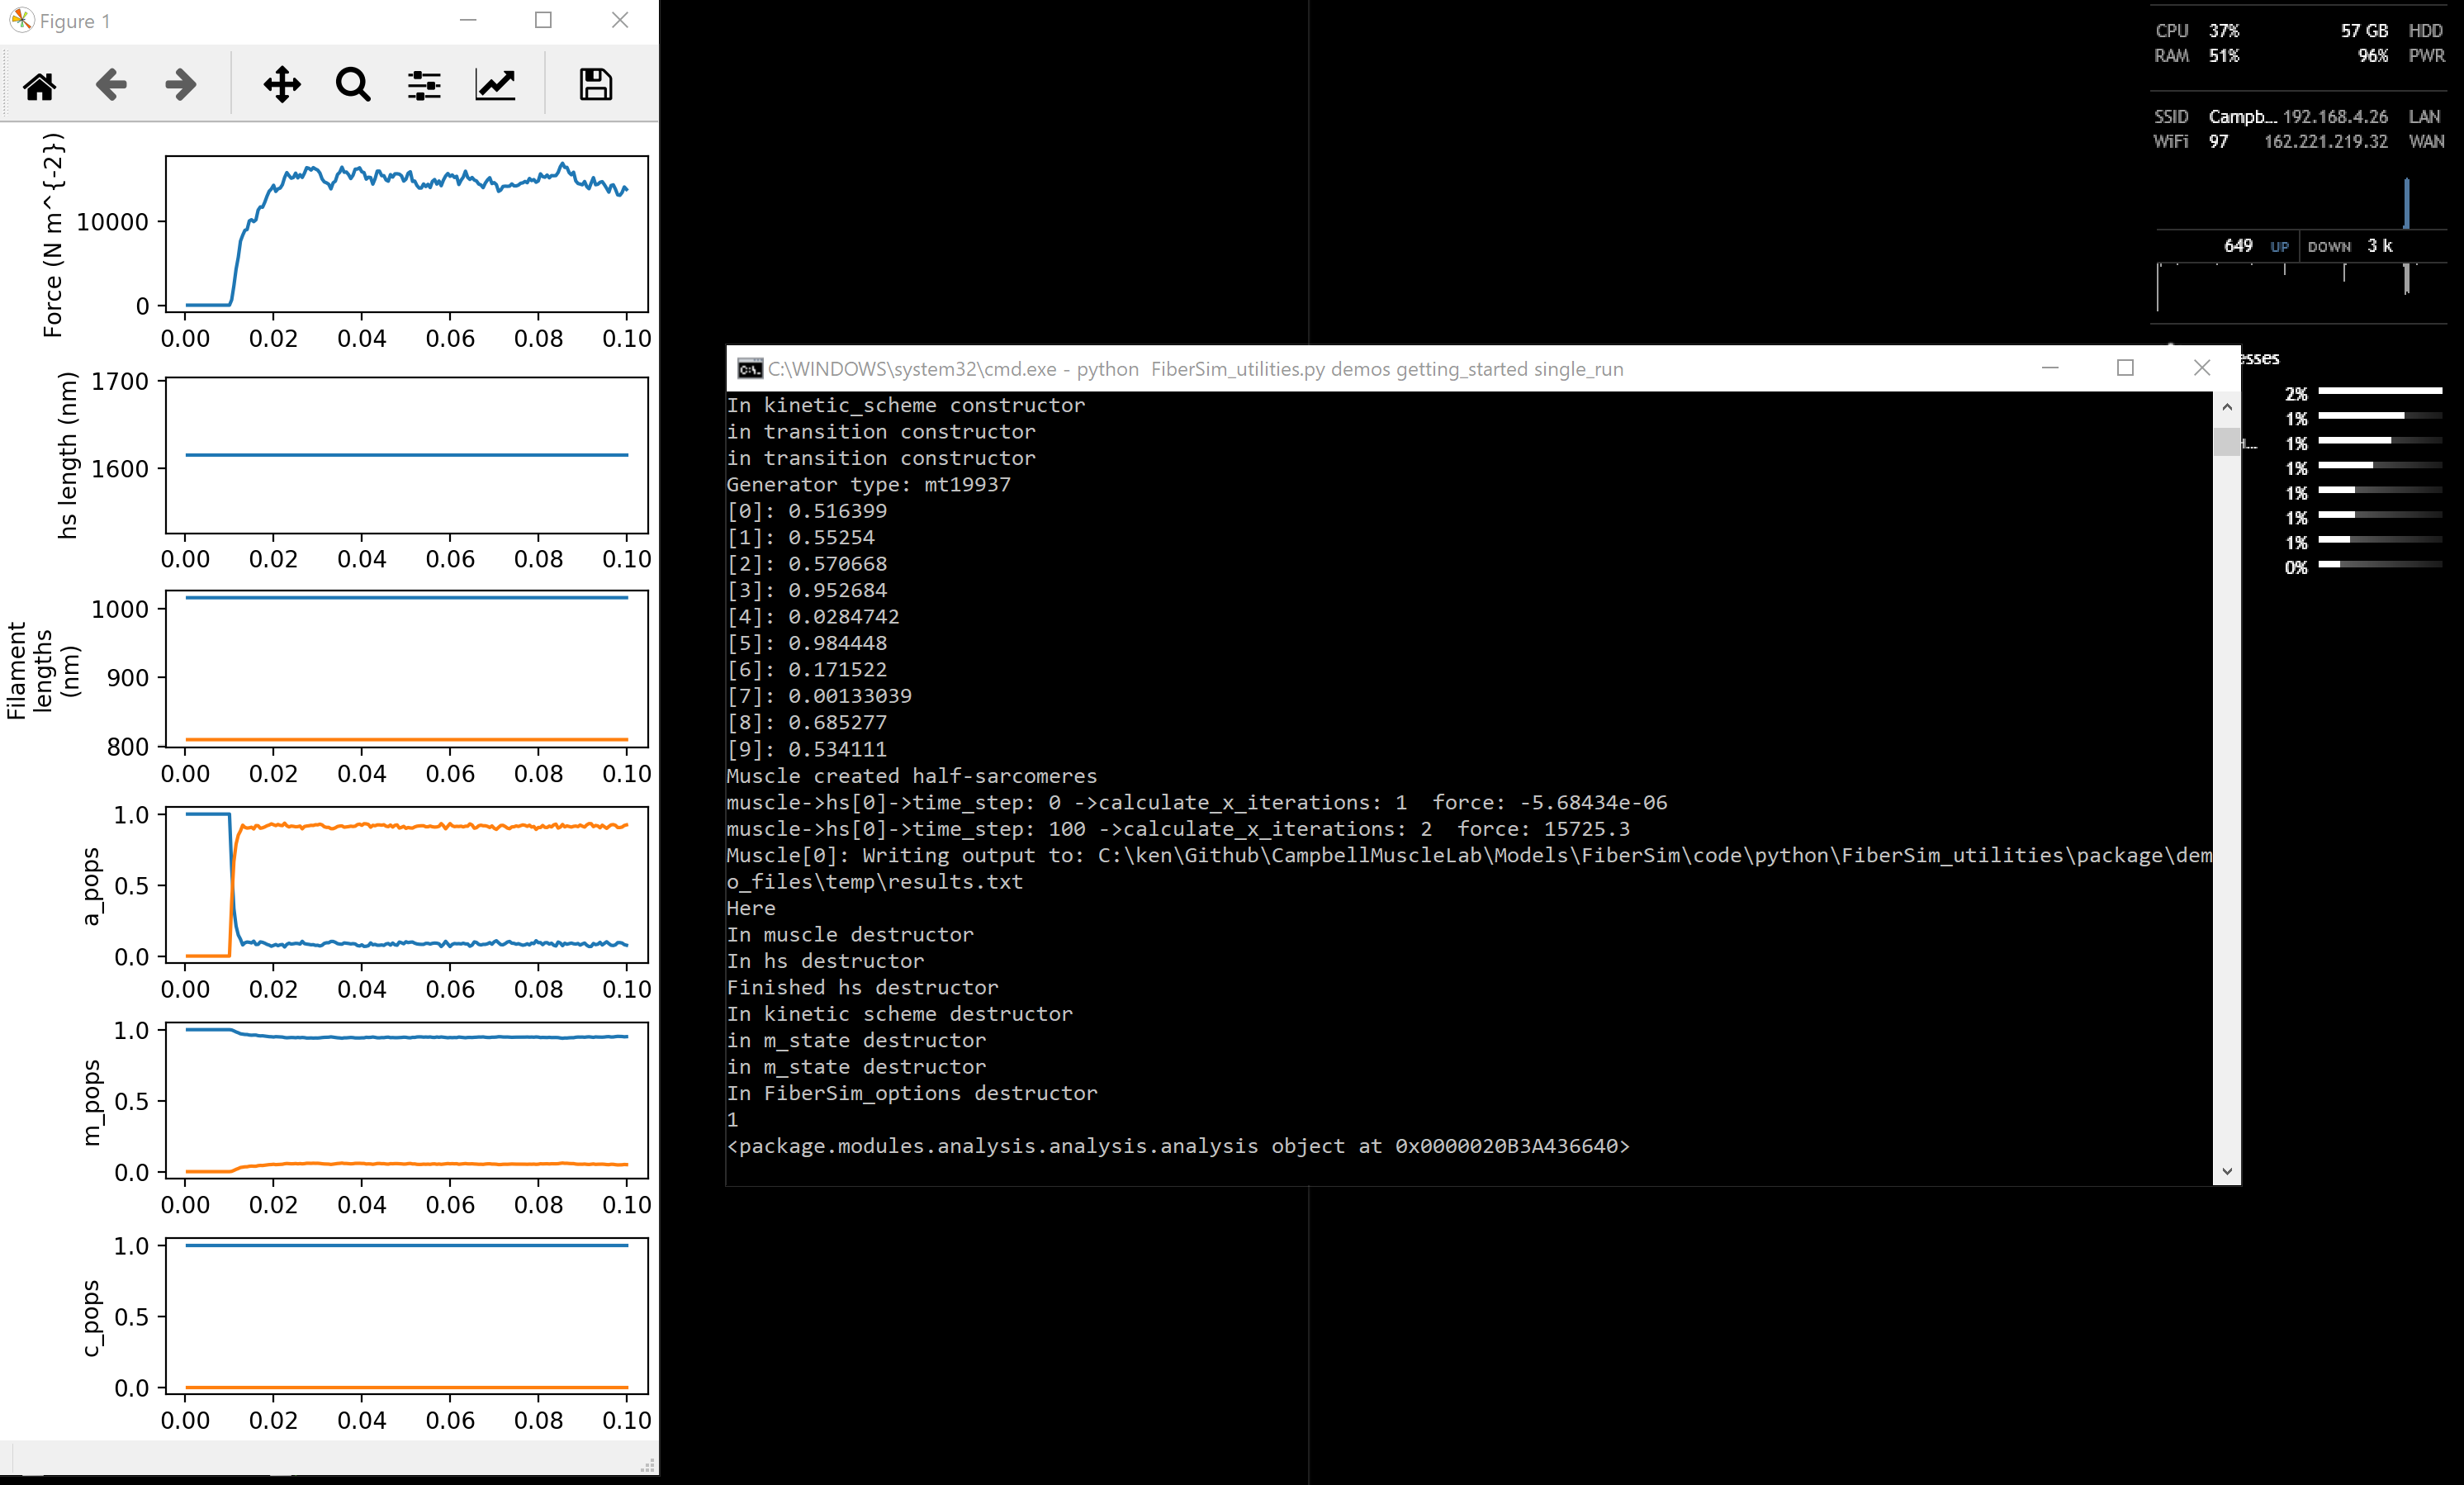 Figure 1
Force (N m^{-2})
10000
0
0.00 0.02 0.04 0.06 0.08 0.10
hs length (nm)
1700
1600
0.00 0.02 0.04 0.06 0.08 0.10
Filament
lengths
(nm)
1000
900
800
0.00 0.02 0.04 0.06 0.08 0.10
a_pops
1.0
0.5
0.0
0.00 0.02 0.04 0.06 0.08 0.10
m_pops
1.0
0.5
0.0
0.00 0.02 0.04 0.06 0.08 0.10
c_pops
1.0
0.5
0.0
0.00 0.02 0.04 0.06 0.08 0.10
C:\WINDOWS\system32\cmd.exe - python  FiberSim_utilities.py demos getting_started single_run
In kinetic_scheme constructor
in transition constructor
in transition constructor
Generator type: mt19937
[0]: 0.516399
[1]: 0.55254
[2]: 0.570668
[3]: 0.952684
[4]: 0.0284742
[5]: 0.984448
[6]: 0.171522
[7]: 0.00133039
[8]: 0.685277
[9]: 0.534111
Muscle created half-sarcomeres
muscle->hs[0]->time_step: 0 ->calculate_x_iterations: 1  force: -5.68434e-06
muscle->hs[0]->time_step: 100 ->calculate_x_iterations: 2  force: 15725.3
Muscle[0]: Writing output to: C:\ken\Github\CampbellMuscleLab\Models\FiberSim\code\python\FiberSim_utilities\package\dem
o_files\temp\results.txt
Here
In muscle destructor
In hs destructor
Finished hs destructor
In kinetic scheme destructor
in m_state destructor
in m_state destructor
In FiberSim_options destructor
1
<package.modules.analysis.analysis.analysis object at 0x0000020B3A436640>
CPU 37% 57 GB HDD
RAM 51% 96% PWR
SSID Campb... 192.168.4.26 LAN
WiFi 97 162.221.219.32 WAN
649 UP DOWN 3 k
esses
2%
1%
1%
1%
1%
1%
1%
0%